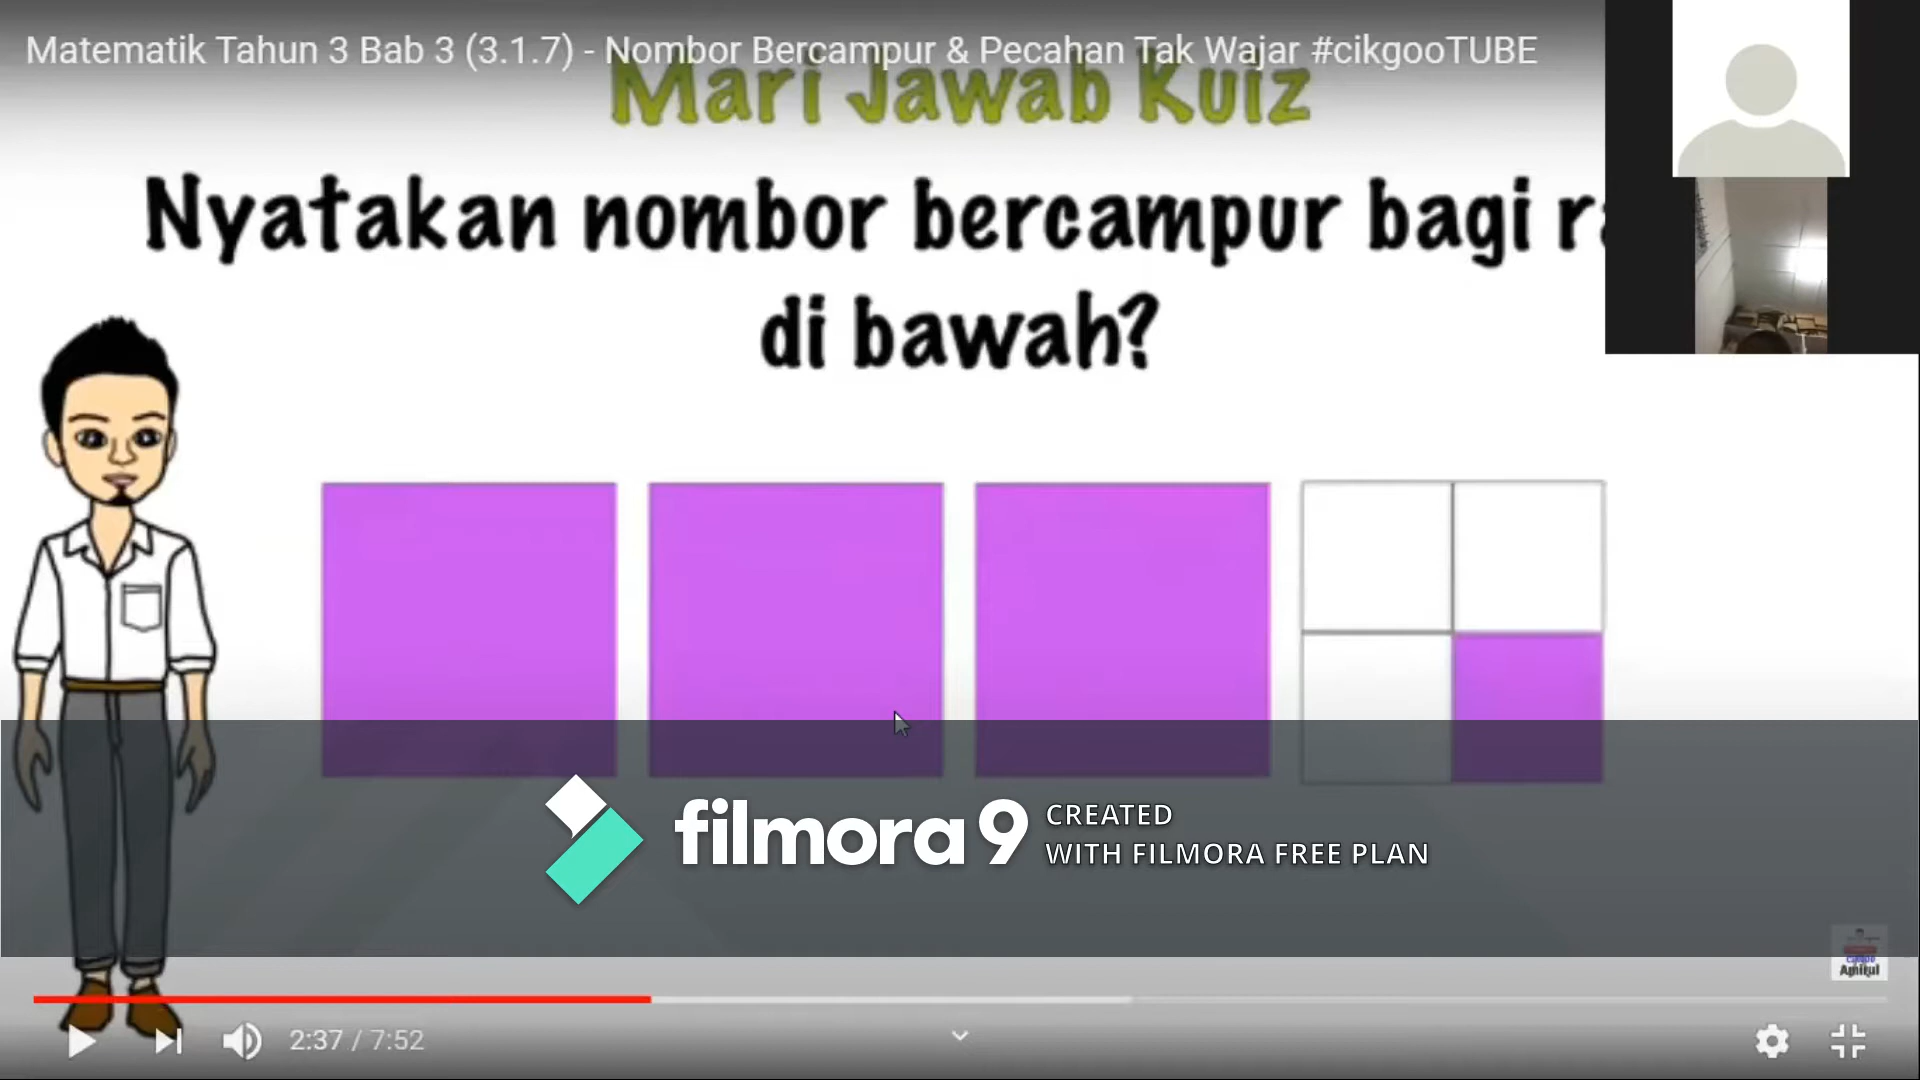 Matematik Tahun 3 Bab 3 (3.1.7) - Nombor Bercampur & Pecahan Tak Wajar #cikgooTUBE
Mari Jawab Kuiz
Nyatakan nombor bercampur bagi
di bawah?
filmora9
CREATED
WITH FILMORA FREE PLAN
2:37 / 7:52